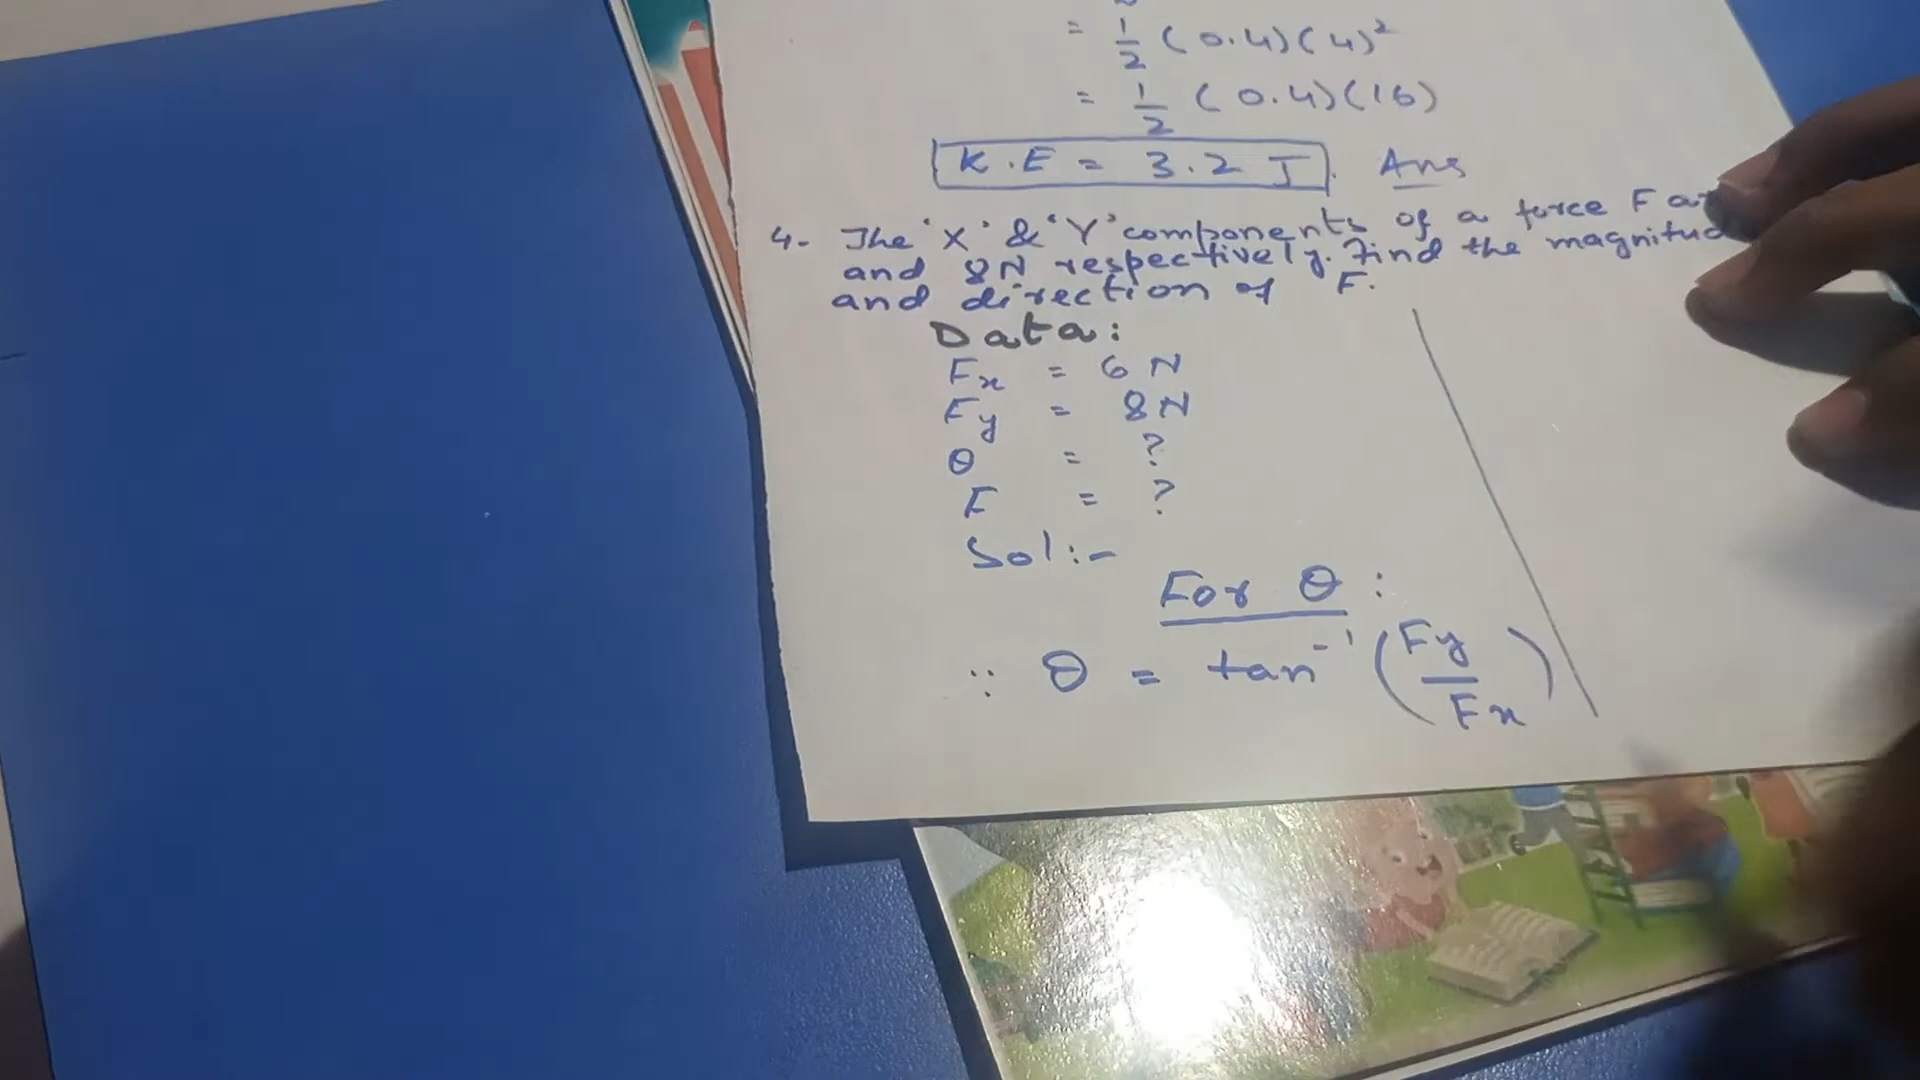 = 1/2 (0.4)(4)²
= 1/2 (0.4)(16)
K.E = 3.2 J. Ans
4- The 'X' & 'Y' components of a force F
and 8N respectively. Find the
and direction of F.
Data:
Fx = 6 N
Fy = 8N
θ = ?
F = ?
Sol:-
For θ :
∵ θ = tan⁻¹ (Fy/Fx)